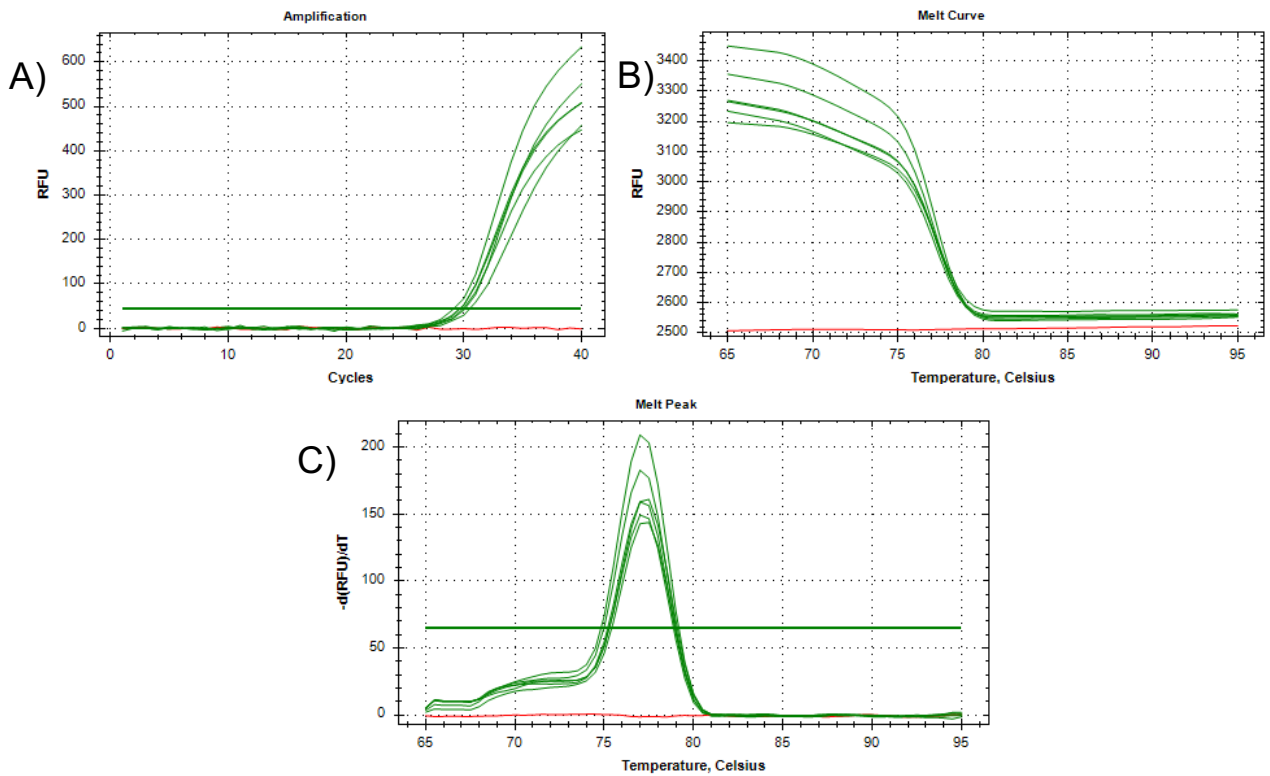 Amplification
A)
RFU
600
500
400
300
200
100
0
0 10 20 30 40
Cycles
Melt Curve
B)
RFU
3400
3300
3200
3100
3000
2900
2800
2700
2600
2500
65 70 75 80 85 90 95
Temperature, Celsius
Melt Peak
C)
-d(RFU)/dT
200
150
100
50
0
65 70 75 80 85 90 95
Temperature, Celsius